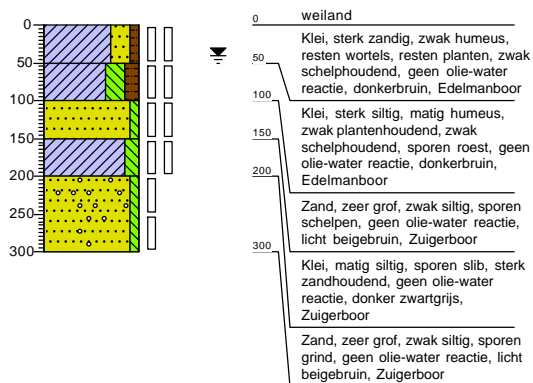 0
50
100
150
200
250
300
0
weiland
Klei, sterk zandig, zwak humeus,
resten wortels, resten planten, zwak
schelphoudend, geen olie-water
reactie, donkerbruin, Edelmanboor
50
Klei, sterk siltig, matig humeus,
zwak plantenhoudend, zwak
schelphoudend, sporen roest, geen
olie-water reactie, donkerbruin,
Edelmanboor
100
Zand, zeer grof, zwak siltig, sporen
schelpen, geen olie-water reactie,
licht beigebruin, Zuigerboor
150
Klei, matig siltig, sporen slib, sterk
zandhoudend, geen olie-water
reactie, donker zwartgrijs,
Zuigerboor
200
Zand, zeer grof, zwak siltig, sporen
grind, geen olie-water reactie, licht
beigebruin, Zuigerboor
300